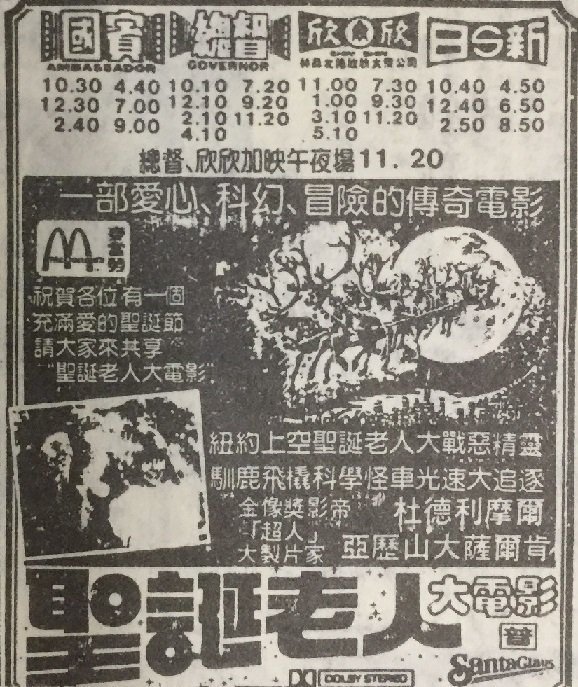 國賓 總督 欣欣 日S新
AMBASSADOR GOVERNOR
10.30 4.40 10.10 7.20 11.00 7.30 10.40 4.50
12.30 7.00 12.10 9.20 1.00 9.30 12.40 6.50
2.40 9.00 2.10 11.20 3.10 11.20 2.50 8.50
4.10 5.10
總督、欣欣加映午夜場11.20
一部愛心、科幻、冒險的傳奇電影
麥當勞
祝賀各位有一個
充滿愛的聖誕節
請大家來共享
"聖誕老人大電影"
紐約上空聖誕老人大戰惡精靈
馴鹿飛橇科學怪車光速大追逐
金像獎影帝 杜德利摩爾
「超人」
大製片家 亞歷山大薩爾肯
聖誕老人大電影
普
SantaClaus
DOLBY STEREO